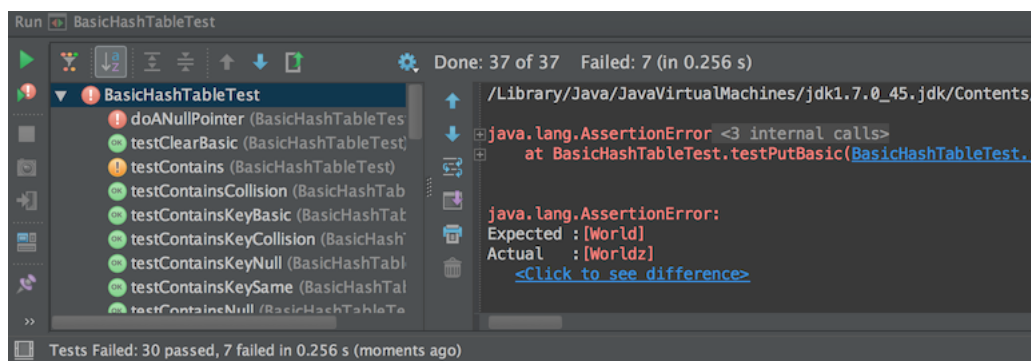 Run BasicHashTableTest
Done: 37 of 37 Failed: 7 (in 0.256 s)
BasicHashTableTest
doANullPointer (BasicHashTableTes
testClearBasic (BasicHashTableTest)
testContains (BasicHashTableTest)
testContainsCollision (BasicHashTab
testContainsKeyBasic (BasicHashTab
testContainsKeyCollision (BasicHash
testContainsKeyNull (BasicHashTabl
testContainsKeySame (BasicHashTal
testContainsNull (BasicHashTableTe
/Library/Java/JavaVirtualMachines/jdk1.7.0_45.jdk/Contents/
java.lang.AssertionError <3 internal calls>
at BasicHashTableTest.testPutBasic(BasicHashTableTest.
java.lang.AssertionError:
Expected :[World]
Actual :[Worldz]
<Click to see difference>
Tests Failed: 30 passed, 7 failed in 0.256 s (moments ago)